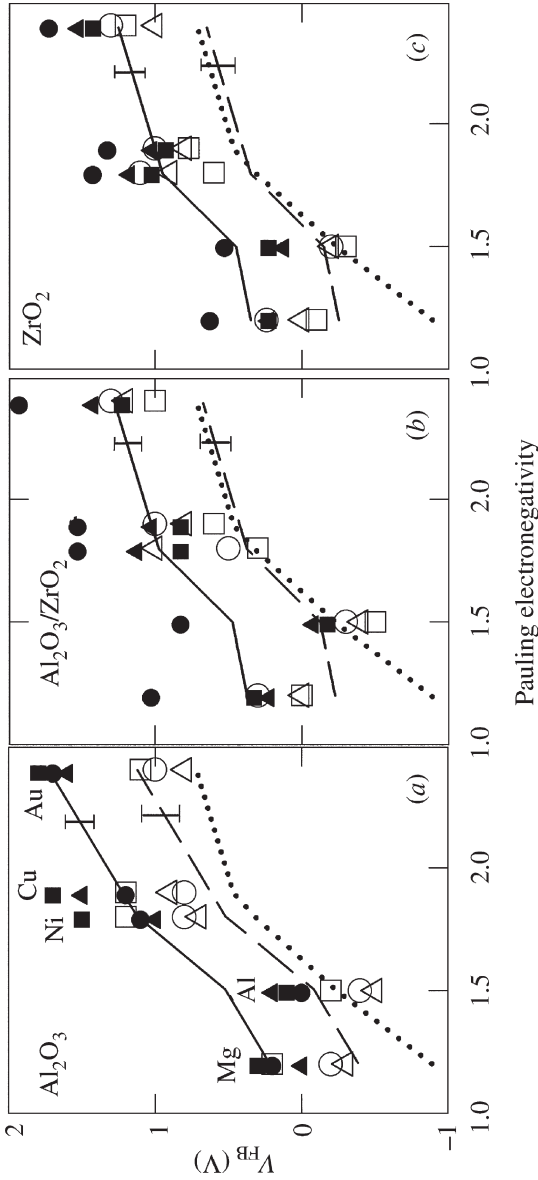 V_FB (V)
2
1
0
−1
Al₂O₃
Mg
Al
Ni
Cu
Au
(a)
1.0
1.5
2.0
Al₂O₃/ZrO₂
(b)
1.0
1.5
2.0
ZrO₂
(c)
1.0
1.5
2.0
Pauling electronegativity